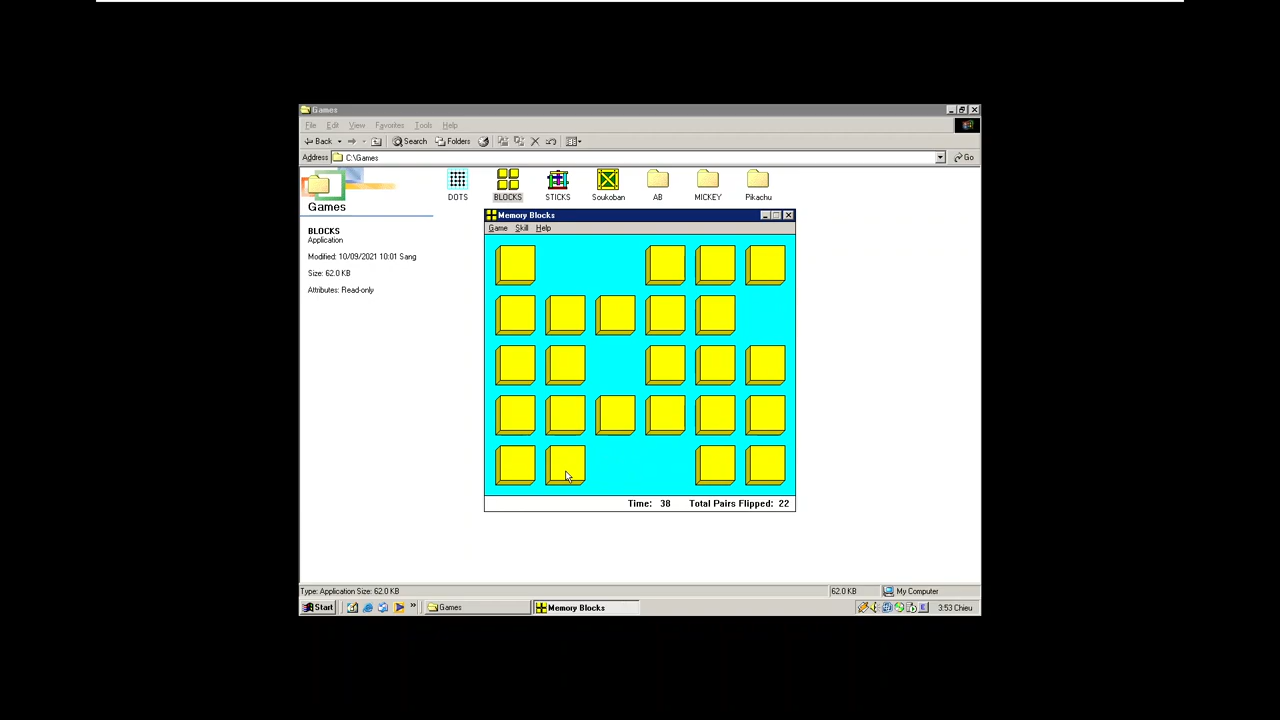 Games
File Edit View Favorites Tools Help
Back Search Folders
Address C:\Games Go
Games
DOTS BLOCKS STICKS Soukoban AB MICKEY Pikachu
BLOCKS
Application
Modified: 10/09/2021 10:01 Sang
Size: 62.0 KB
Attributes: Read-only
Memory Blocks
Game Skill Help
Time: 38 Total Pairs Flipped: 22
Type: Application Size: 62.0 KB 62.0 KB My Computer
Start » Games Memory Blocks E 3:53 Chieu